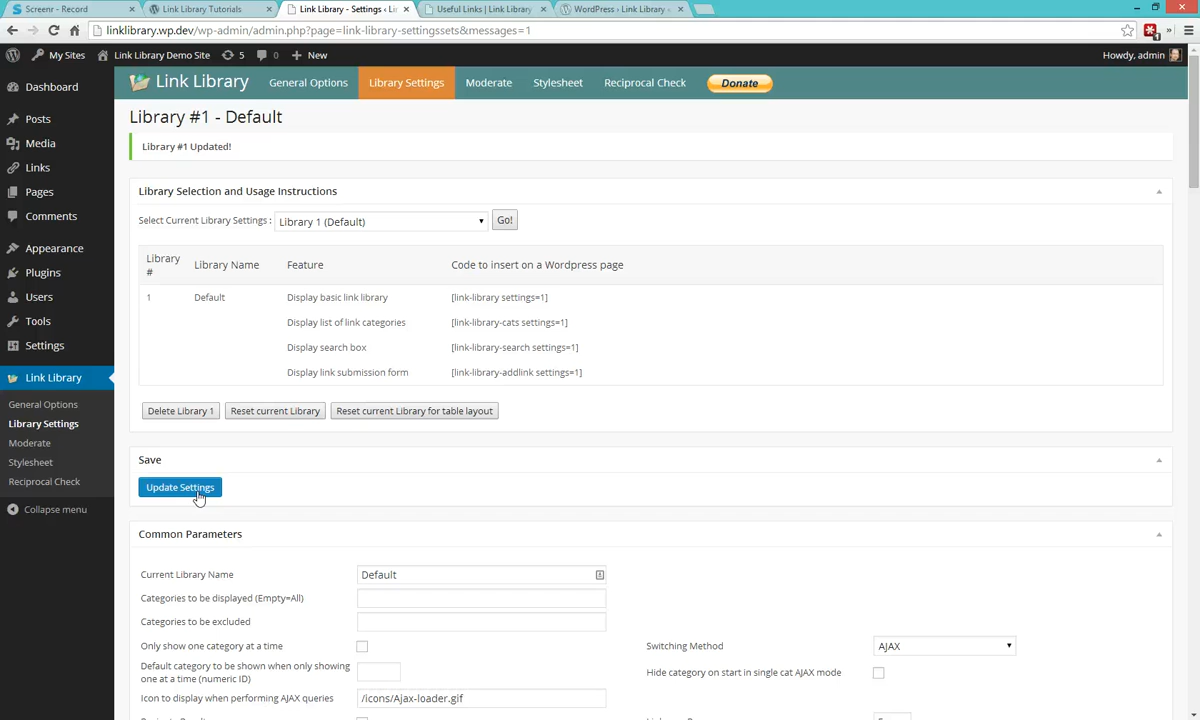 Screenr - Record
Link Library Tutorials
Link Library - Settings ‹ Li
Useful Links | Link Library
WordPress › Link Library ‹
linklibrary.wp.dev/wp-admin/admin.php?page=link-library-settingssets&messages=1
My Sites
Link Library Demo Site
5
0
New
Howdy, admin
Dashboard
Posts
Media
Links
Pages
Comments
Appearance
Plugins
Users
Tools
Settings
Link Library
General Options
Library Settings
Moderate
Stylesheet
Reciprocal Check
Collapse menu
Link Library
General Options
Library Settings
Moderate
Stylesheet
Reciprocal Check
Donate
Library #1 - Default
Library #1 Updated!
Library Selection and Usage Instructions
Select Current Library Settings :
Library 1 (Default)
Go!
Library #
Library Name
Feature
Code to insert on a Wordpress page
1
Default
Display basic link library
[link-library settings=1]
Display list of link categories
[link-library-cats settings=1]
Display search box
[link-library-search settings=1]
Display link submission form
[link-library-addlink settings=1]
Delete Library 1
Reset current Library
Reset current Library for table layout
Save
Update Settings
Common Parameters
Current Library Name
Default
Categories to be displayed (Empty=All)
Categories to be excluded
Only show one category at a time
Switching Method
AJAX
Default category to be shown when only showing
one at a time (numeric ID)
Hide category on start in single cat AJAX mode
Icon to display when performing AJAX queries
/icons/Ajax-loader.gif